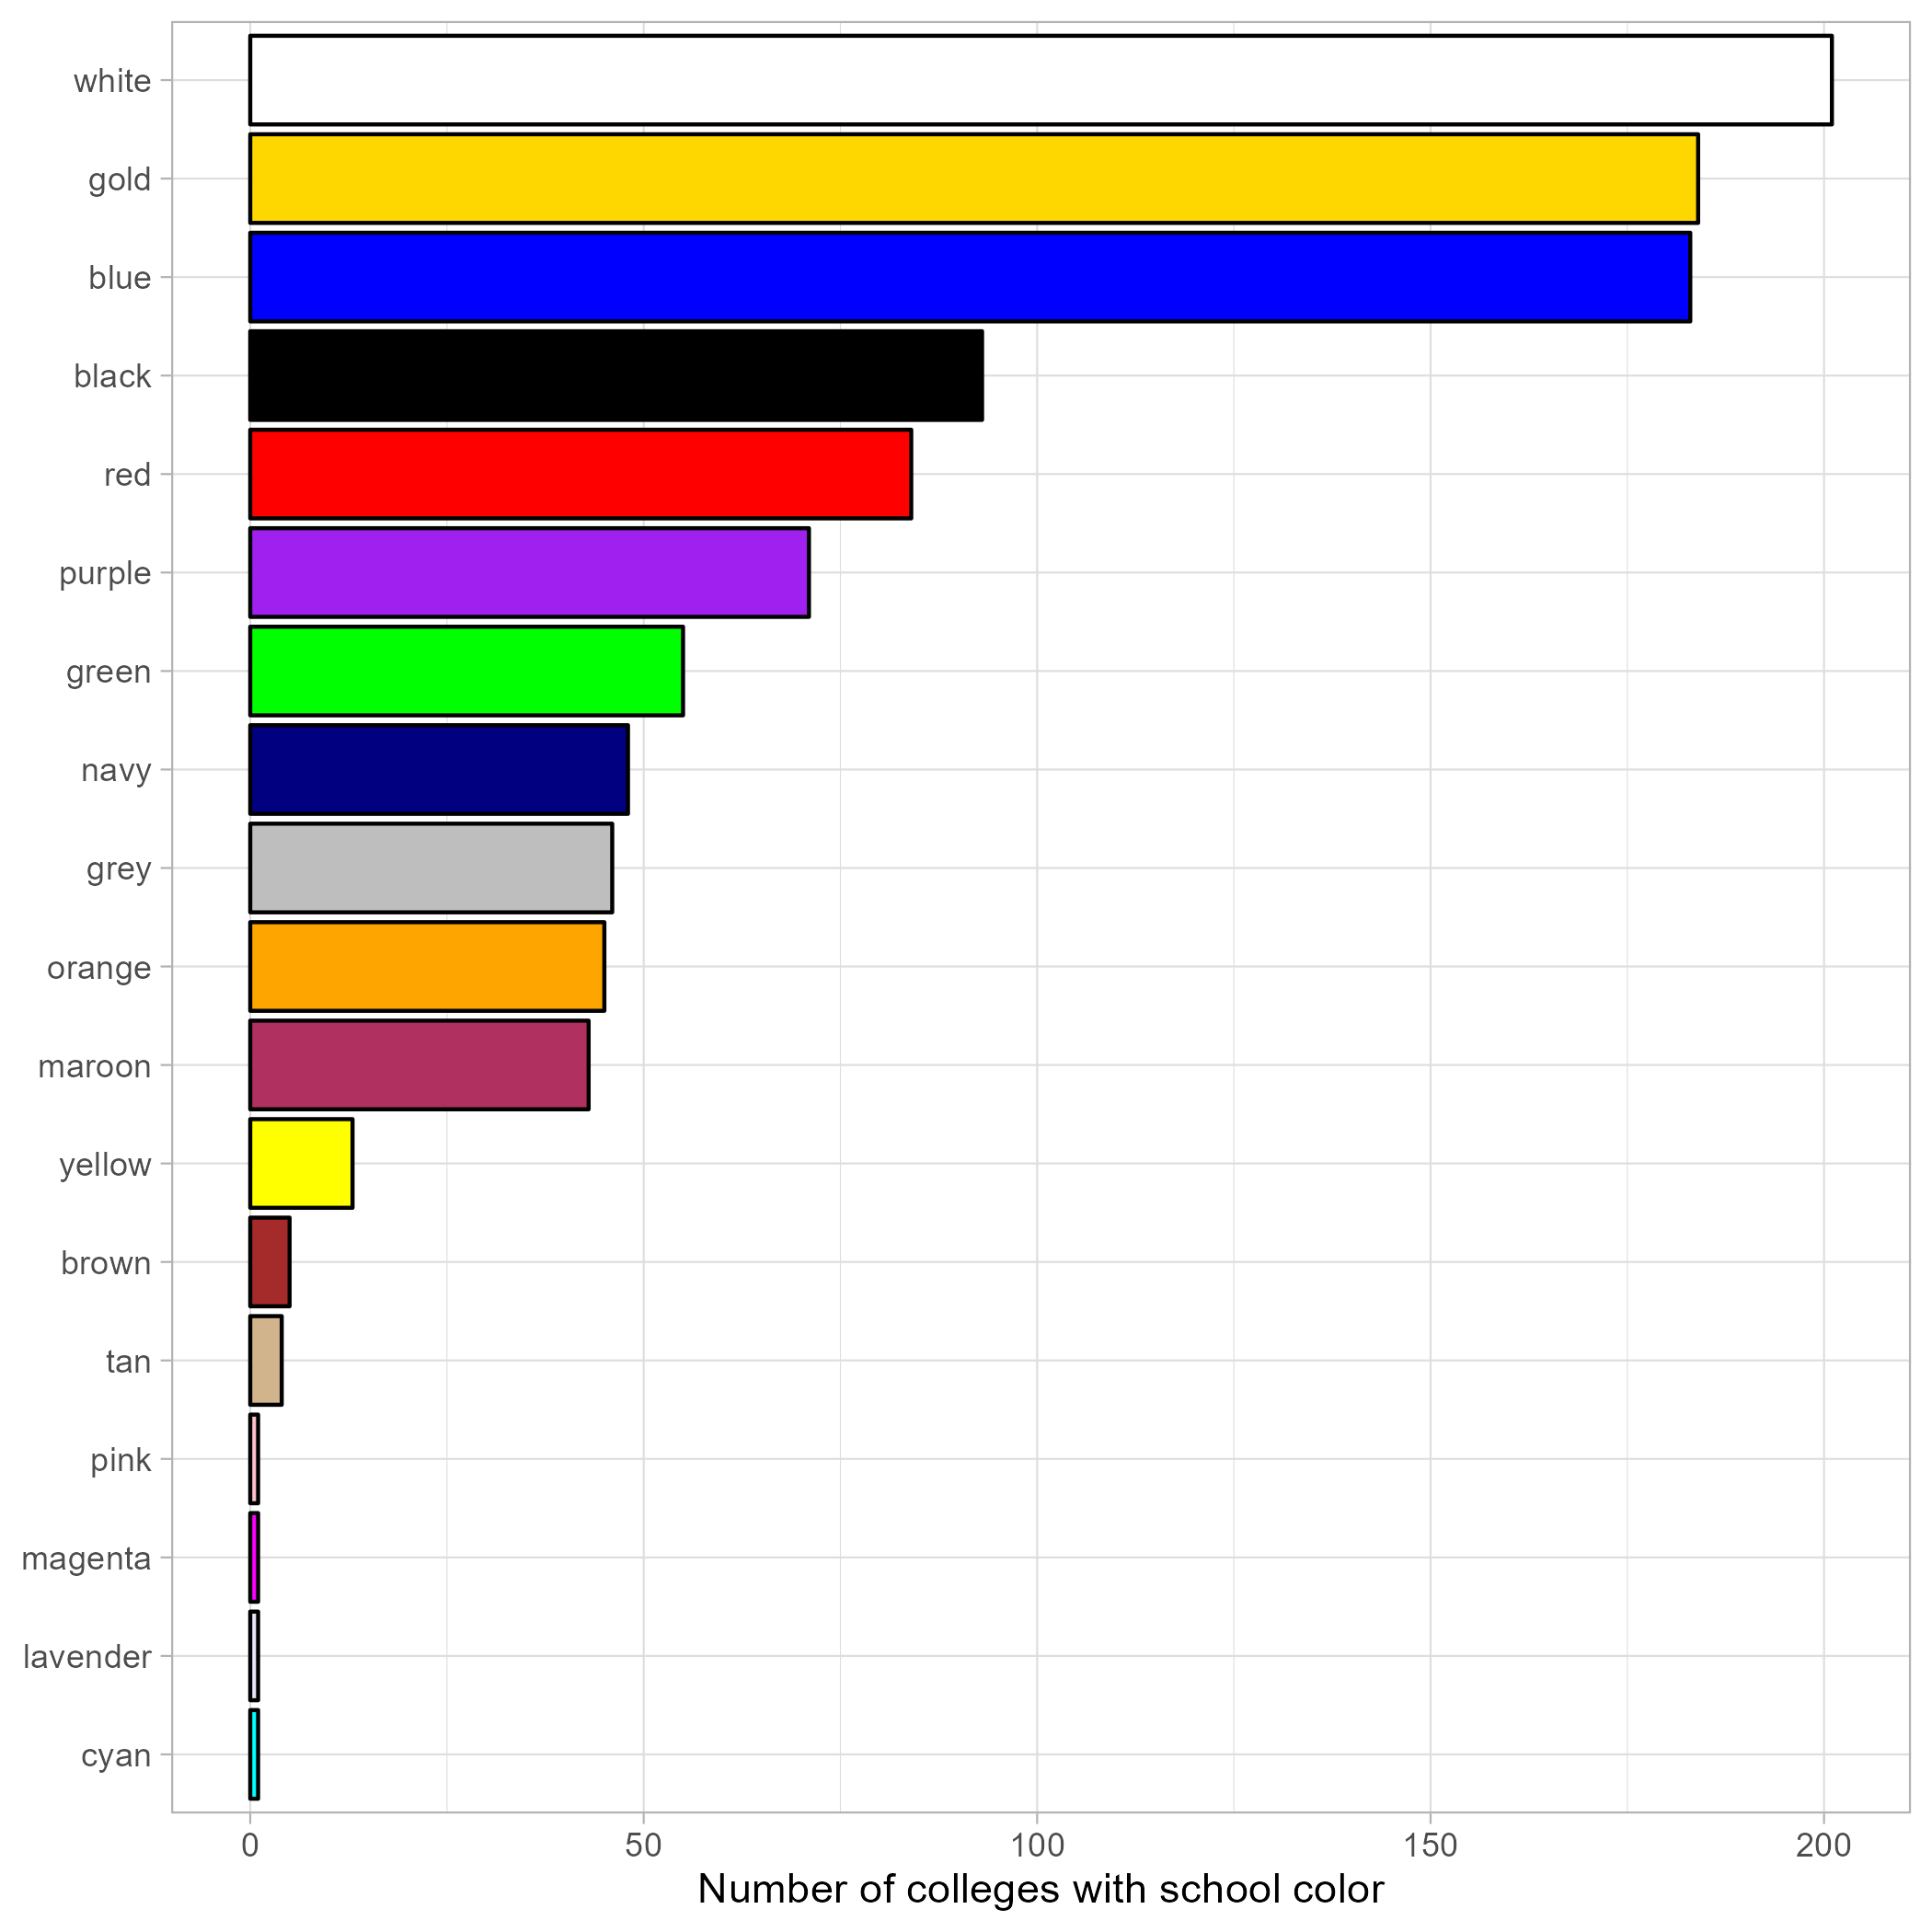 white
gold
blue
black
red
purple
green
navy
grey
orange
maroon
yellow
brown
tan
pink
magenta
lavender
cyan
0 50 100 150 200
Number of colleges with school color